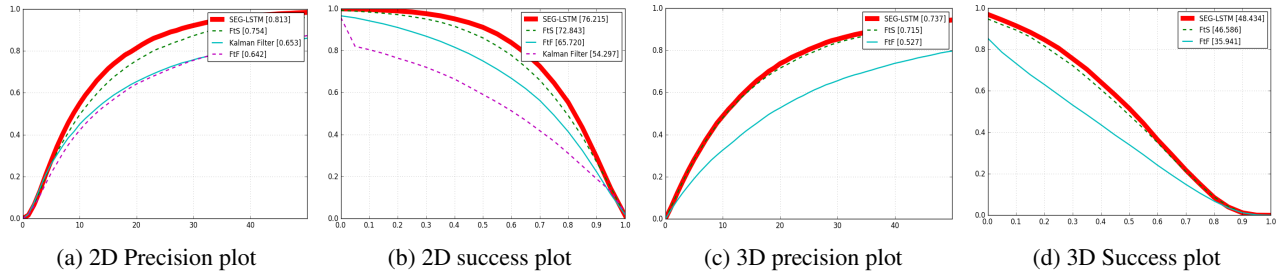 1.0
0.8
0.6
0.4
0.2
0.0
0 10 20 30 40
SEG-LSTM [0.813]
FtS [0.754]
Kalman Filter [0.653]
FtF [0.642]
(a) 2D Precision plot
1.0
0.8
0.6
0.4
0.2
0.0
0.0 0.1 0.2 0.3 0.4 0.5 0.6 0.7 0.8 0.9 1.0
SEG-LSTM [76.215]
FtS [72.843]
FtF [65.720]
Kalman Filter [54.297]
(b) 2D success plot
1.0
0.8
0.6
0.4
0.2
0.0
0 10 20 30 40
SEG-LSTM [0.737]
FtS [0.715]
FtF [0.527]
(c) 3D precision plot
1.0
0.8
0.6
0.4
0.2
0.0
0.0 0.1 0.2 0.3 0.4 0.5 0.6 0.7 0.8 0.9 1.0
SEG-LSTM [48.434]
FtS [46.586]
FtF [35.941]
(d) 3D Success plot